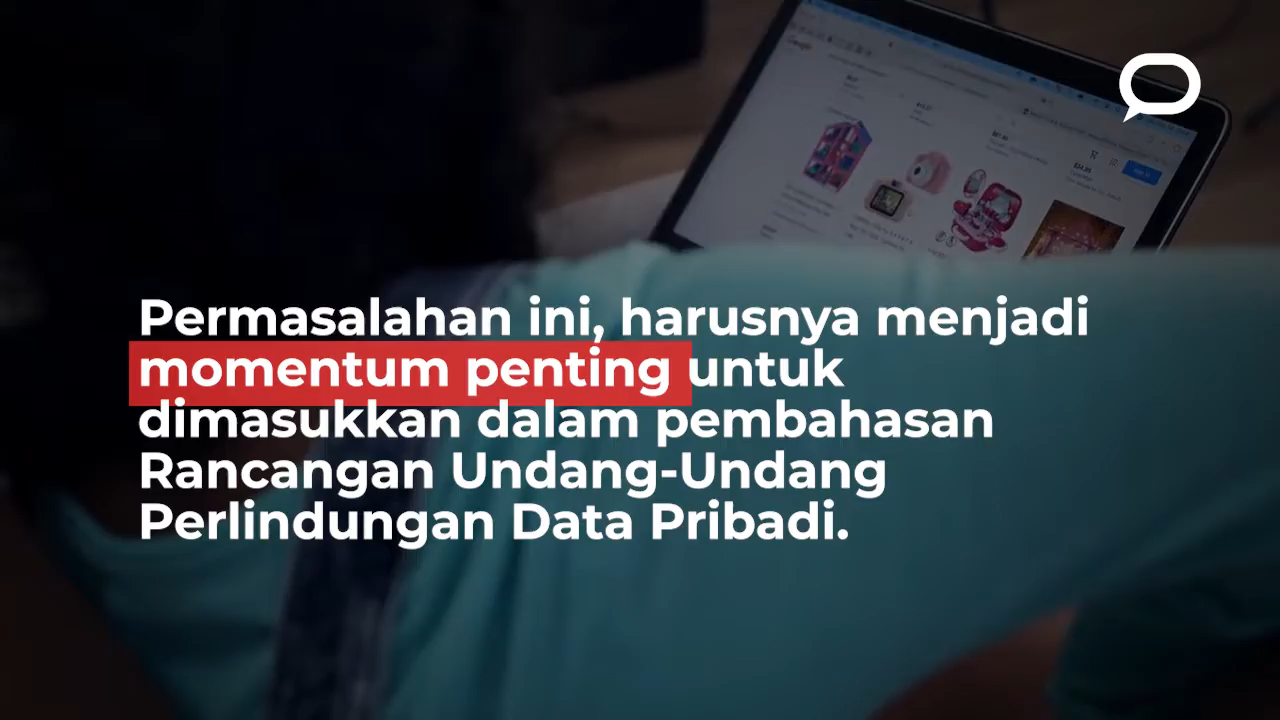 Permasalahan ini, harusnya menjadi
momentum penting untuk
dimasukkan dalam pembahasan
Rancangan Undang-Undang
Perlindungan Data Pribadi.